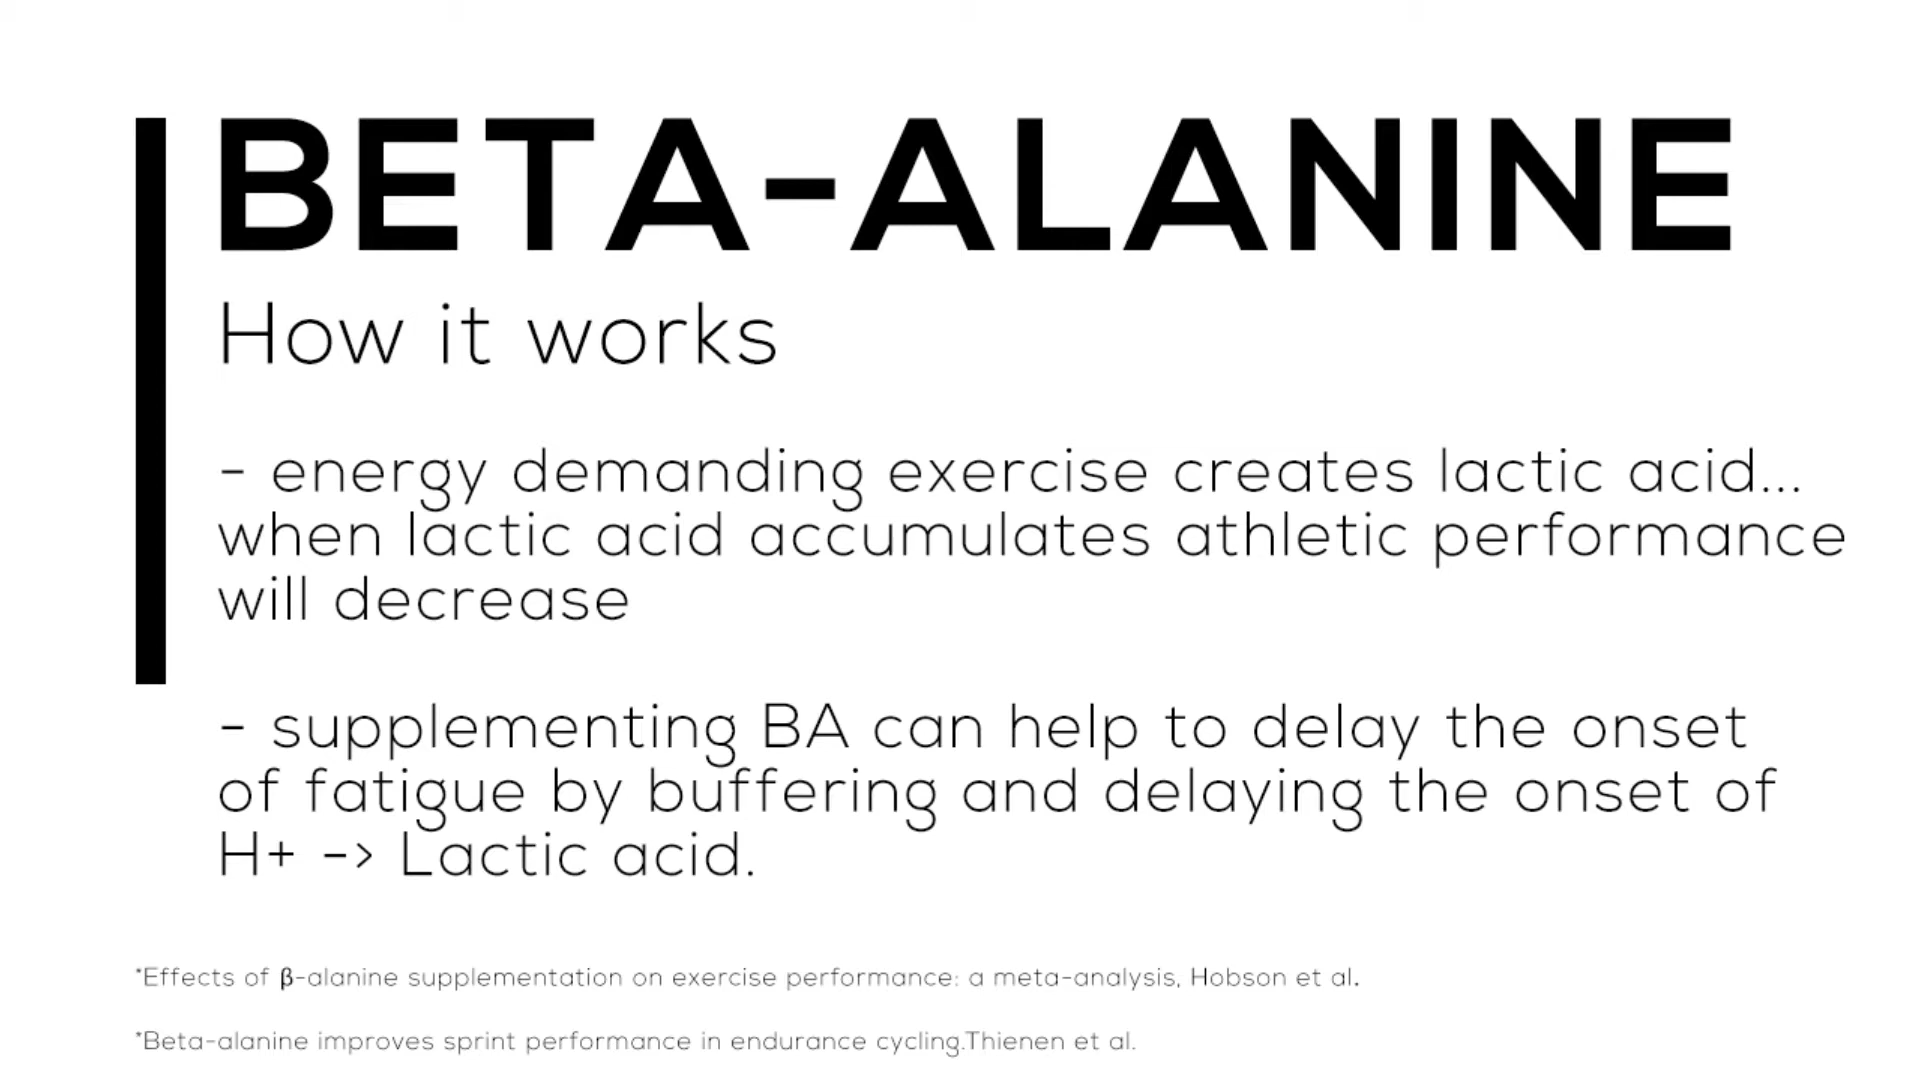 BETA-ALANINE
How it works
- energy demanding exercise creates lactic acid...
when lactic acid accumulates athletic performance
will decrease
- supplementing BA can help to delay the onset
of fatigue by buffering and delaying the onset of
H+ -> Lactic acid.
*Effects of β-alanine supplementation on exercise performance: a meta-analysis, Hobson et al.
*Beta-alanine improves sprint performance in endurance cycling.Thienen et al.